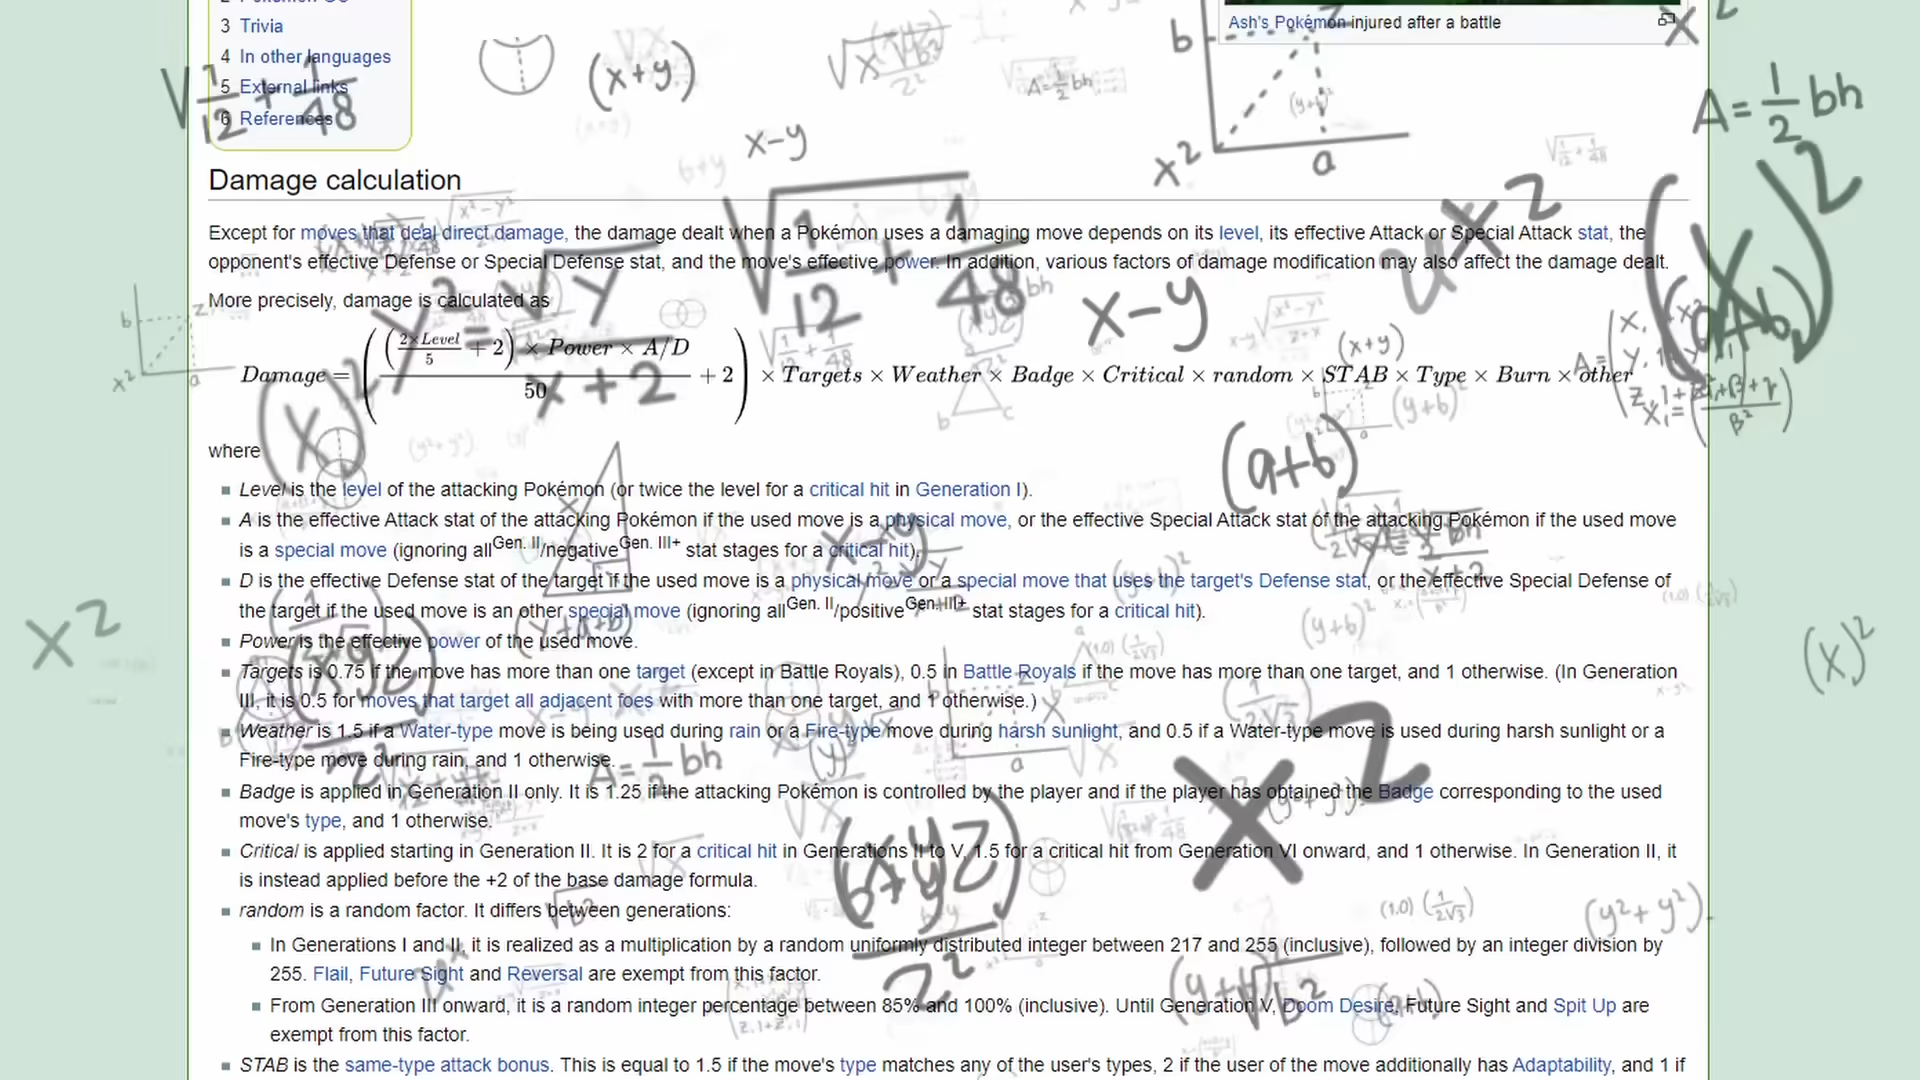 3 Trivia
4 In other languages
5 External links
6 References
Ash's Pokémon injured after a battle
b
x²
a
x²
A=½bh
√1/12 + 1/48
(x+y)
x-y
Damage calculation
Except for moves that deal direct damage, the damage dealt when a Pokémon uses a damaging move depends on its level, its effective Attack or Special Attack stat, the
opponent's effective Defense or Special Defense stat, and the move's effective power. In addition, various factors of damage modification may also affect the damage dealt.
More precisely, damage is calculated as
√1/12 + 1/48
x-y
Damage = (((2×Level/5 + 2) × Power × A/D)/50 + 2) × Targets × Weather × Badge × Critical × random × STAB × Type × Burn × other
(x+y)
(a+b)
where
Level is the level of the attacking Pokémon (or twice the level for a critical hit in Generation I).
A is the effective Attack stat of the attacking Pokémon if the used move is a physical move, or the effective Special Attack stat of the attacking Pokémon if the used move
is a special move (ignoring allGen. II/negativeGen. III+ stat stages for a critical hit).
D is the effective Defense stat of the target if the used move is a physical move or a special move that uses the target's Defense stat, or the effective Special Defense of
the target if the used move is an other special move (ignoring allGen. II/positiveGen. III+ stat stages for a critical hit).
x²
(x)²
(y+b)²
Power is the effective power of the used move.
Targets is 0.75 if the move has more than one target (except in Battle Royals), 0.5 in Battle Royals if the move has more than one target, and 1 otherwise. (In Generation
III, it is 0.5 for moves that target all adjacent foes with more than one target, and 1 otherwise.)
Weather is 1.5 if a Water-type move is being used during rain or a Fire-type move during harsh sunlight, and 0.5 if a Water-type move is used during harsh sunlight or a
Fire-type move during rain, and 1 otherwise.
A=½bh
x²
Badge is applied in Generation II only. It is 1.25 if the attacking Pokémon is controlled by the player and if the player has obtained the Badge corresponding to the used
move's type, and 1 otherwise.
Critical is applied starting in Generation II. It is 2 for a critical hit in Generations II to V, 1.5 for a critical hit from Generation VI onward, and 1 otherwise. In Generation II, it
is instead applied before the +2 of the base damage formula.
√b²
(1.0) (1/2√3)
(y²+y²)
random is a random factor. It differs between generations:
In Generations I and II, it is realized as a multiplication by a random uniformly distributed integer between 217 and 255 (inclusive), followed by an integer division by
255. Flail, Future Sight and Reversal are exempt from this factor.
From Generation III onward, it is a random integer percentage between 85% and 100% (inclusive). Until Generation V, Doom Desire, Future Sight and Spit Up are
exempt from this factor.
STAB is the same-type attack bonus. This is equal to 1.5 if the move's type matches any of the user's types, 2 if the user of the move additionally has Adaptability, and 1 if